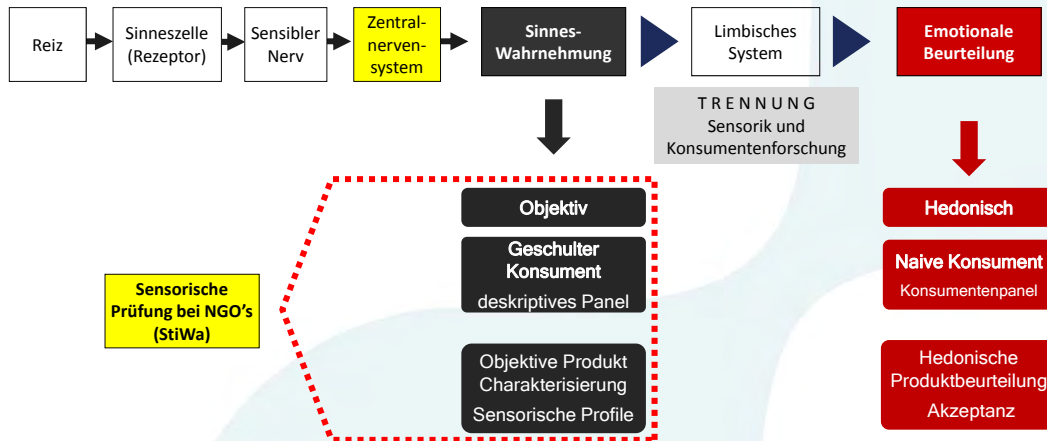 Reiz
Sinneszelle
(Rezeptor)
Sensibler
Nerv
Zentral-
nerven-
system
Sinnes-
Wahrnehmung
Limbisches
System
Emotionale
Beurteilung
T R E N N U N G
Sensorik und
Konsumentenforschung
Objektiv
Geschulter
Konsument
deskriptives Panel
Objektive Produkt
Charakterisierung
Sensorische Profile
Sensorische
Prüfung bei NGO’s
(StiWa)
Hedonisch
Naive Konsument
Konsumentenpanel
Hedonische
Produktbeurteilung
Akzeptanz